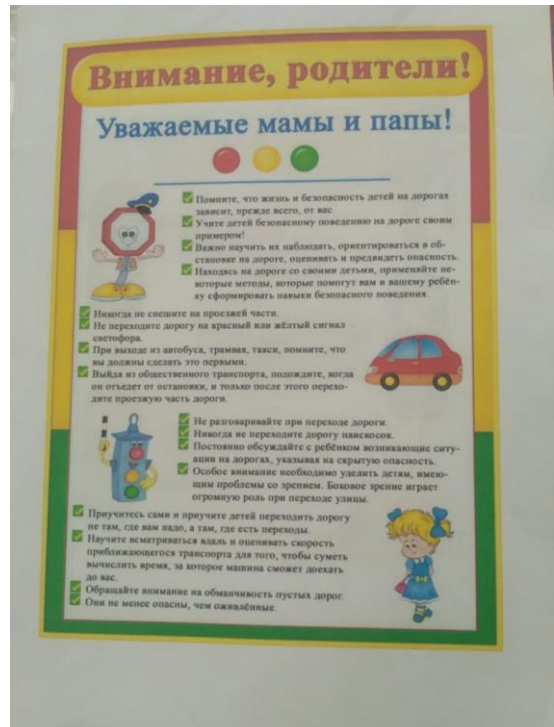 Внимание, родители!
Уважаемые мамы и папы!
Помните, что жизнь и безопасность детей на дорогах
зависит, прежде всего, от вас.
Учите детей безопасному поведению на дороге своим
примером!
Важно научить их наблюдать, ориентироваться в об-
становке на дороге, оценивать и предвидеть опасность.
Находясь на дороге со своими детьми, применяйте не-
которые методы, которые помогут вам и вашему ребён-
ку сформировать навыки безопасного поведения.
Никогда не спешите на проезжей части.
Не переходите дорогу на красный или жёлтый сигнал
светофора.
При выходе из автобуса, трамвая, такси, помните, что
вы должны сделать это первыми.
Выйдя из общественного транспорта, подождите, когда
он отъедет от остановки, и только после этого перехо-
дите проезжую часть дороги.
Не разговаривайте при переходе дороги.
Никогда не переходите дорогу наискосок.
Постоянно обсуждайте с ребёнком возникающие ситу-
ации на дорогах, указывая на скрытую опасность.
Особое внимание необходимо уделить детям, имею-
щим проблемы со зрением. Боковое зрение играет
огромную роль при переходе улицы.
Приучитесь сами и приучите детей переходить дорогу
не там, где вам надо, а там, где есть переходы.
Научите всматриваться вдаль и оценивать скорость
приближающегося транспорта для того, чтобы суметь
вычислить время, за которое машина сможет доехать
до вас.
Обращайте внимание на обманчивость пустых дорог.
Они не менее опасны, чем оживлённые.